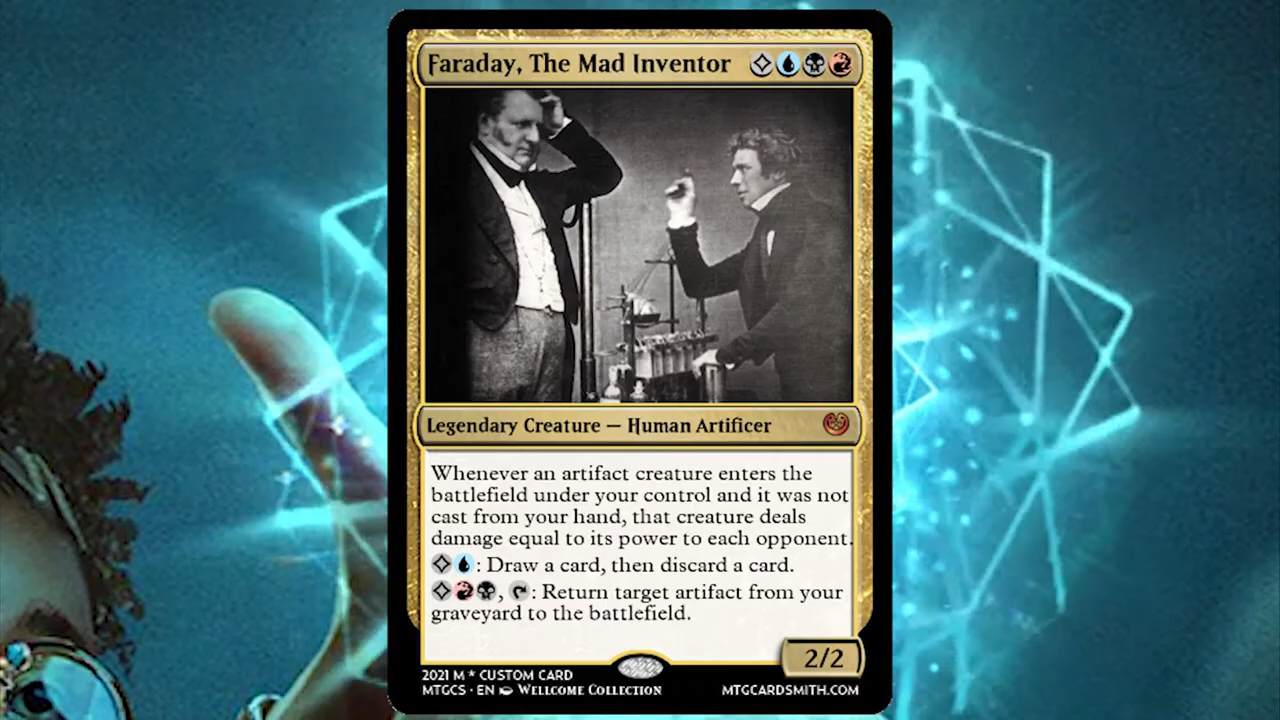 Faraday, The Mad Inventor
Legendary Creature — Human Artificer
Whenever an artifact creature enters the
battlefield under your control and it was not
cast from your hand, that creature deals
damage equal to its power to each opponent.
: Draw a card, then discard a card.
, : Return target artifact from your
graveyard to the battlefield.
2/2
2021 M * CUSTOM CARD
MTGCS · EN WELLCOME COLLECTION
MTGCARDSMITH.COM